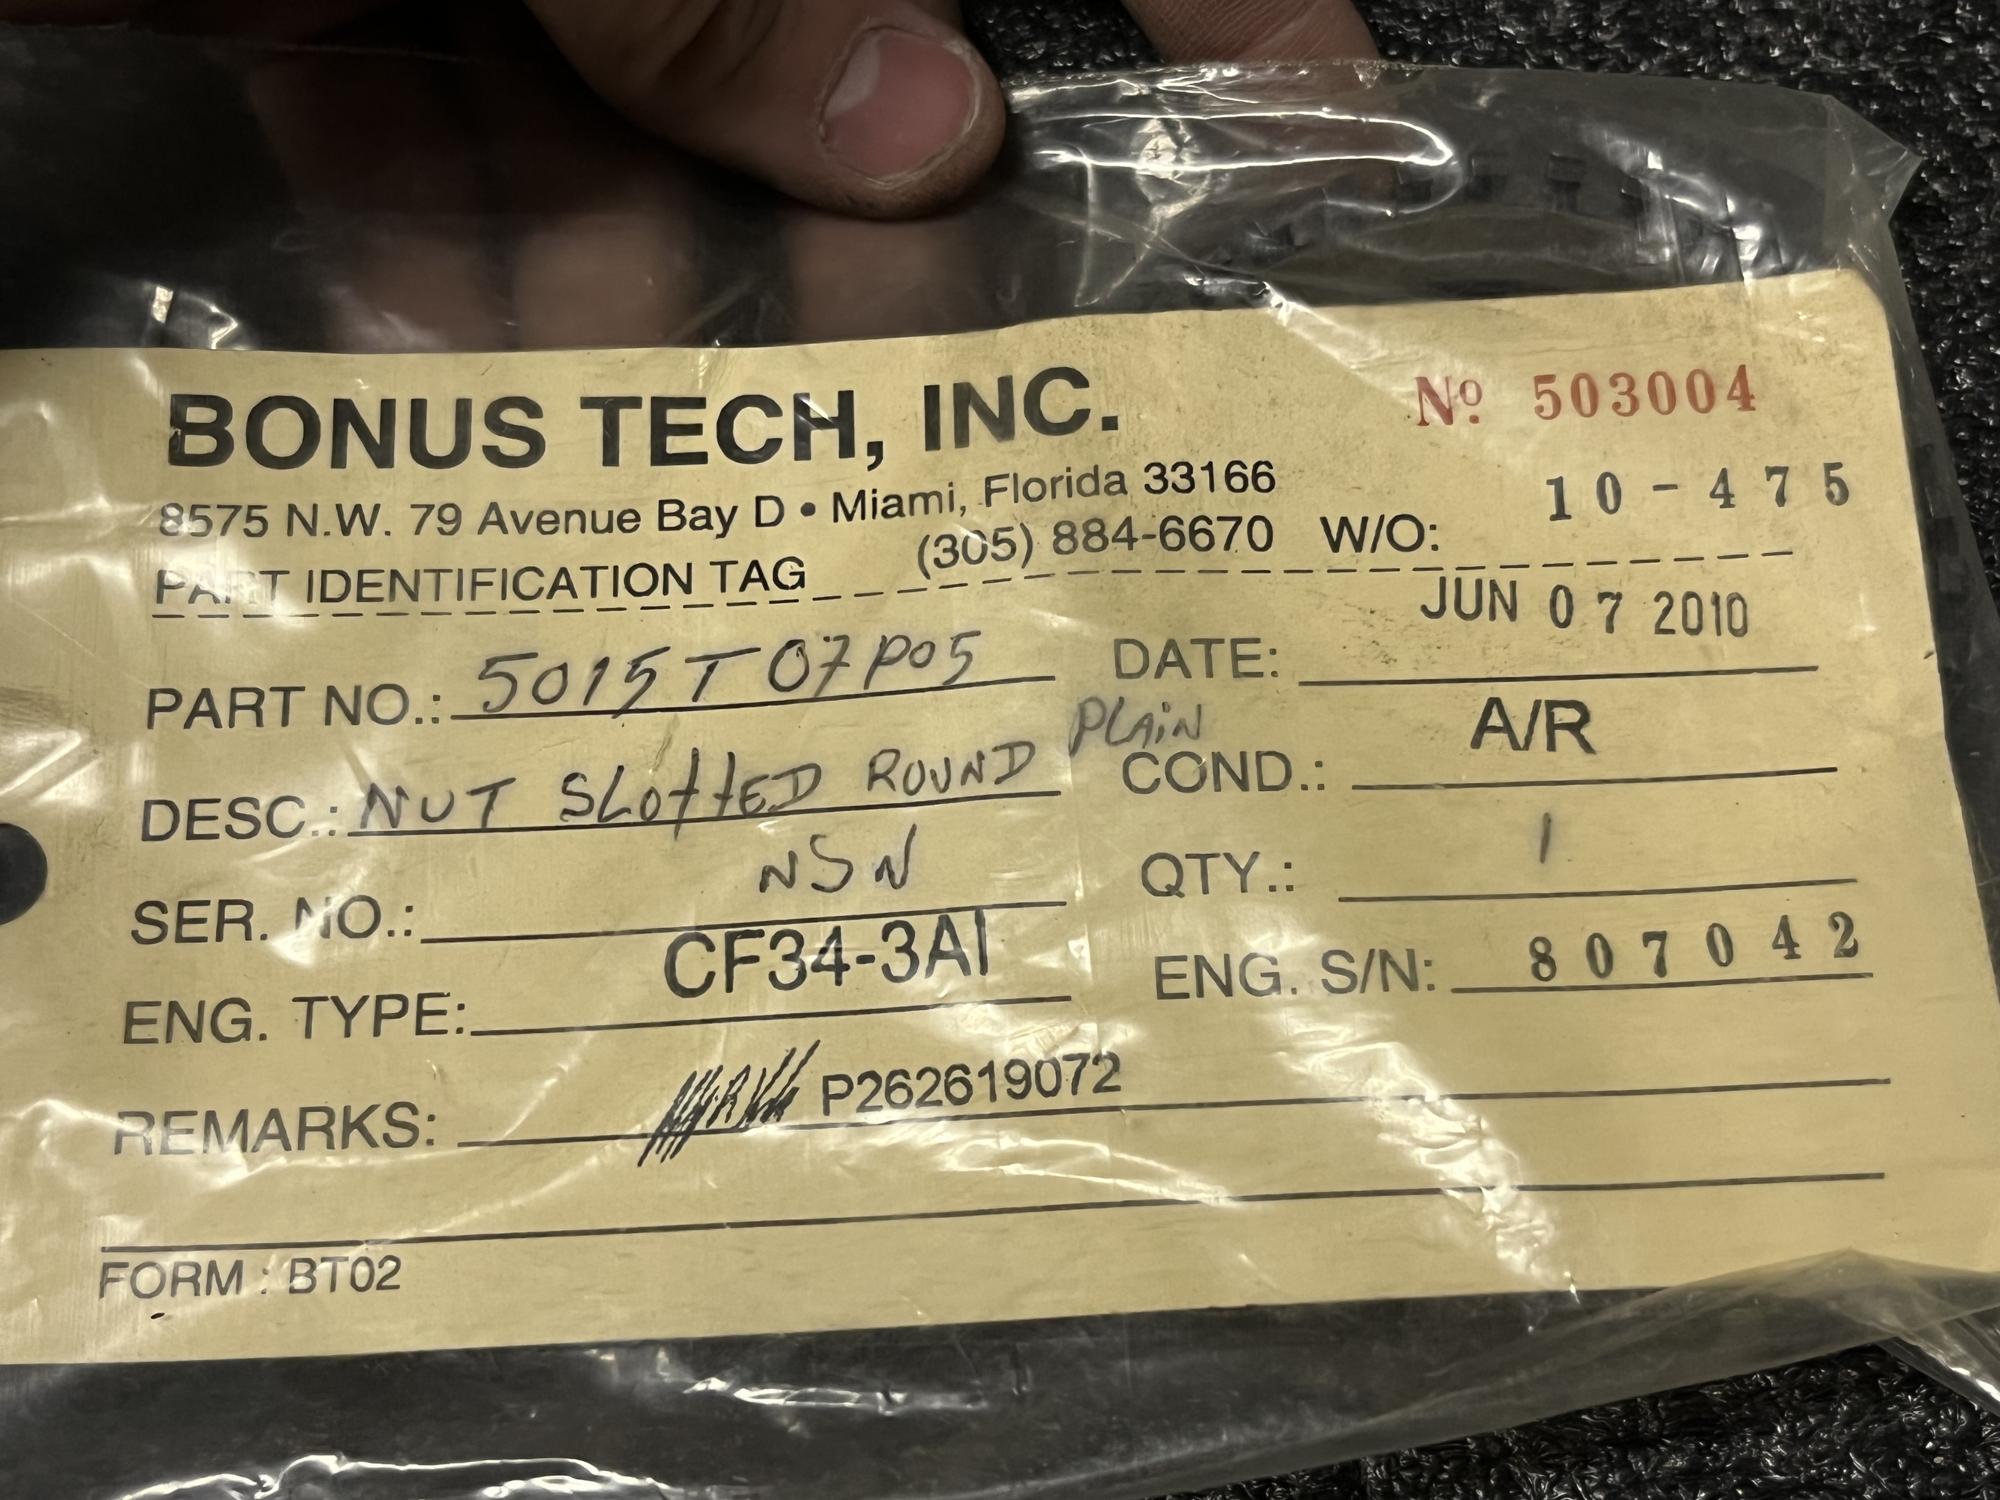 BONUS TECH, INC.
Nº 503004
8575 N.W. 79 Avenue Bay D • Miami, Florida 33166
10-475
PART IDENTIFICATION TAG (305) 884-6670 W/O:
JUN 07 2010
PART NO.: 5015T07P05 DATE:
DESC.: NUT SLOTTED ROUND PLAIN COND.: A/R
SER. NO.: NSN QTY.: 1
ENG. TYPE: CF34-3A1 ENG. S/N: 807042
REMARKS: P262619072
FORM : BT02